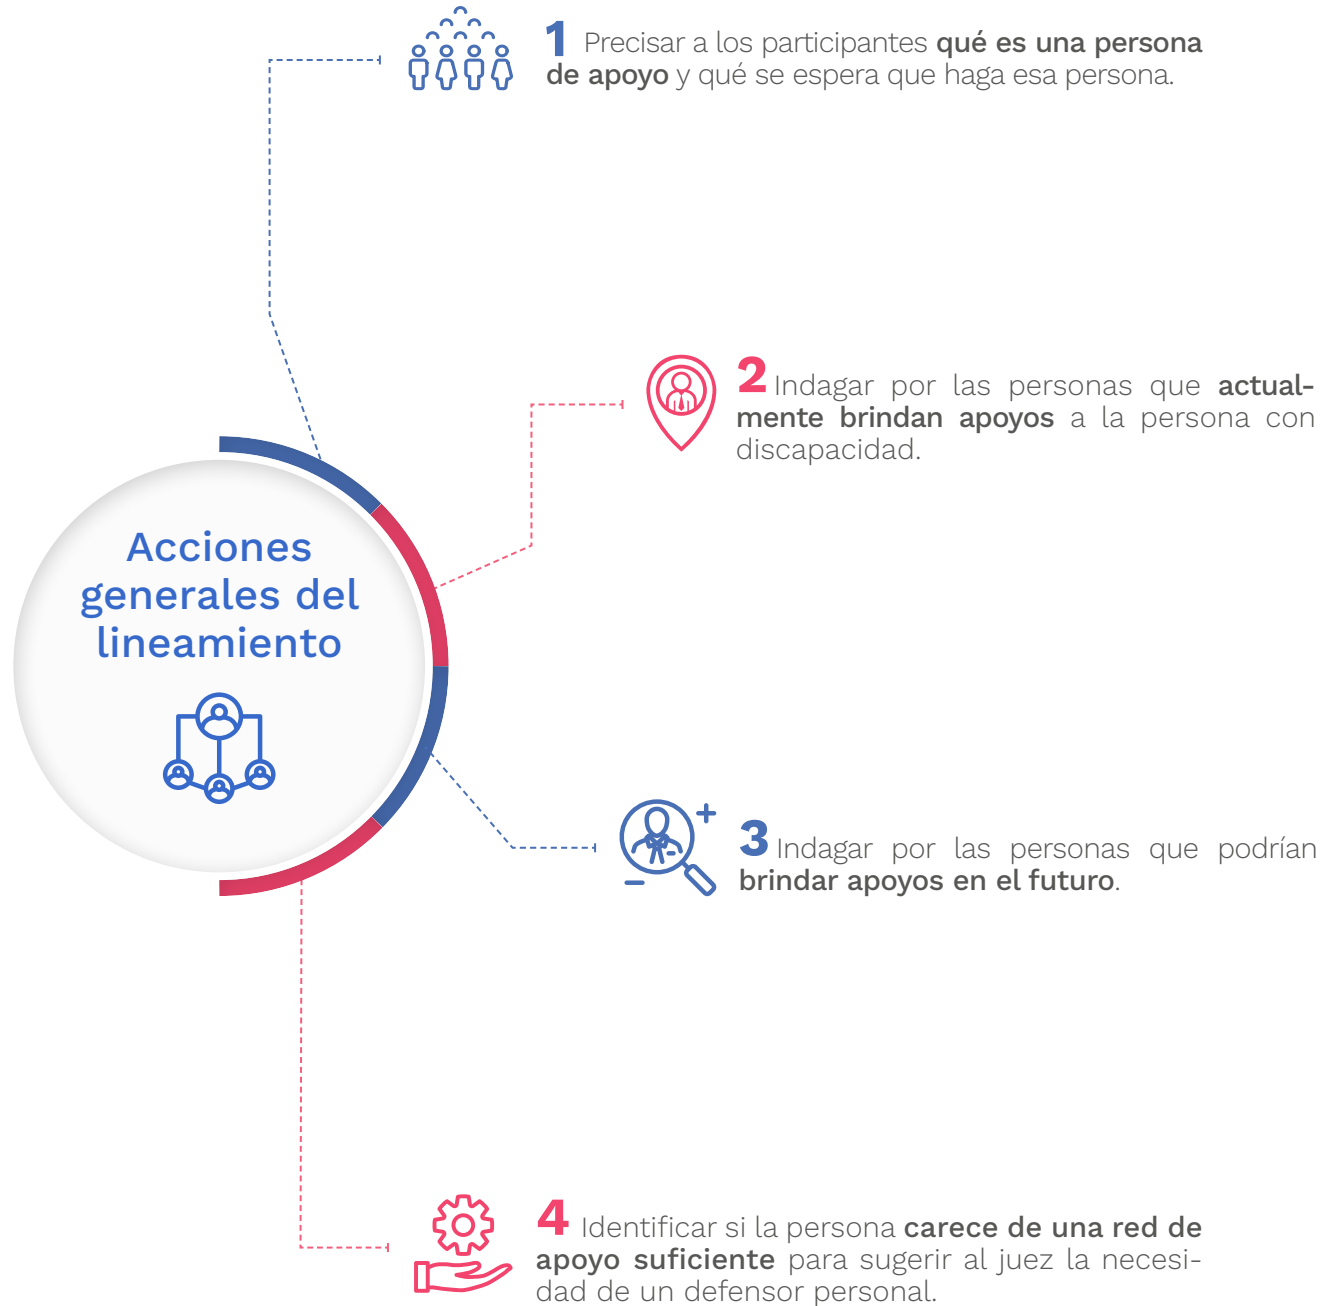 1 Precisar a los participantes qué es una persona
de apoyo y qué se espera que haga esa persona.
2 Indagar por las personas que actual-
mente brindan apoyos a la persona con
discapacidad.
Acciones
generales del
lineamiento
3 Indagar por las personas que podrían
brindar apoyos en el futuro.
4 Identificar si la persona carece de una red de
apoyo suficiente para sugerir al juez la necesi-
dad de un defensor personal.